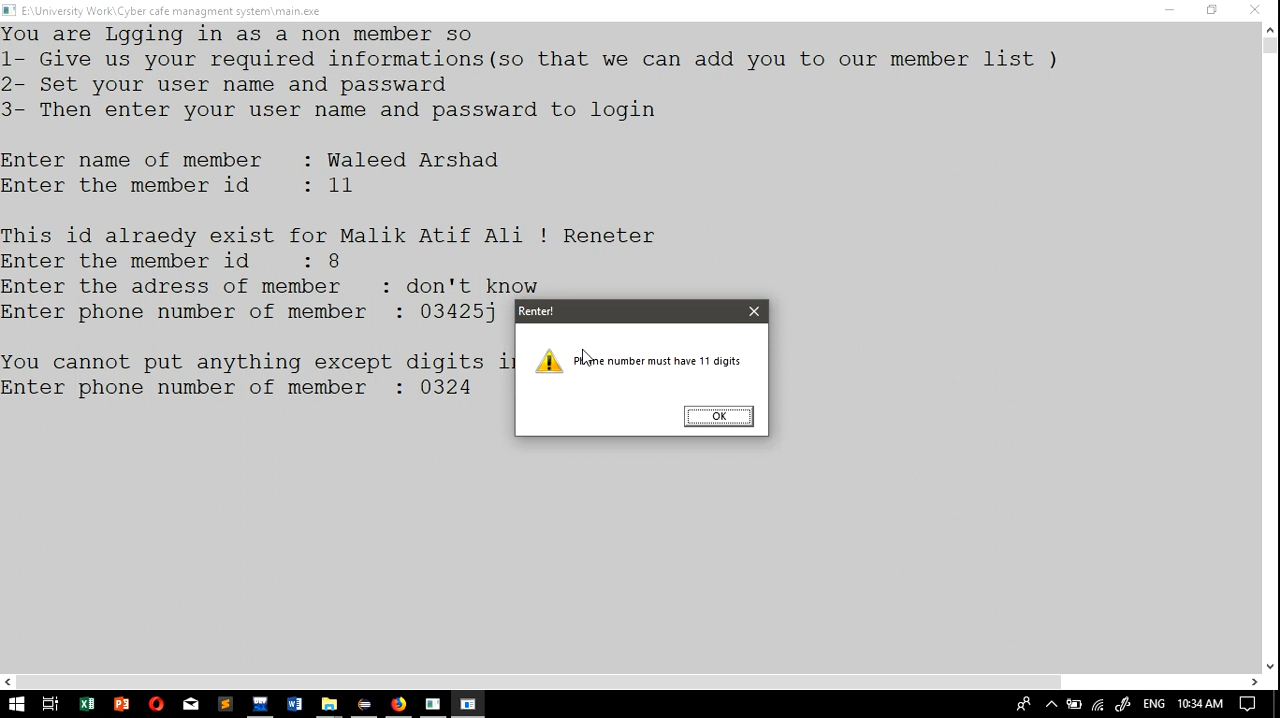 E:\University Work\Cyber cafe managment system\main.exe
You are Lgging in as a non member so
1- Give us your required informations(so that we can add you to our member list )
2- Set your user name and passward
3- Then enter your user name and password to login
Enter name of member : Waleed Arshad
Enter the member id : 11
This id alraedy exist for Malik Atif Ali ! Reneter
Enter the member id : 8
Enter the adress of member : don't know
Enter phone number of member : 03425j
You cannot put anything except digits
Enter phone number of member : 0324
Renter!
Phone number must have 11 digits
OK
ENG 10:34 AM